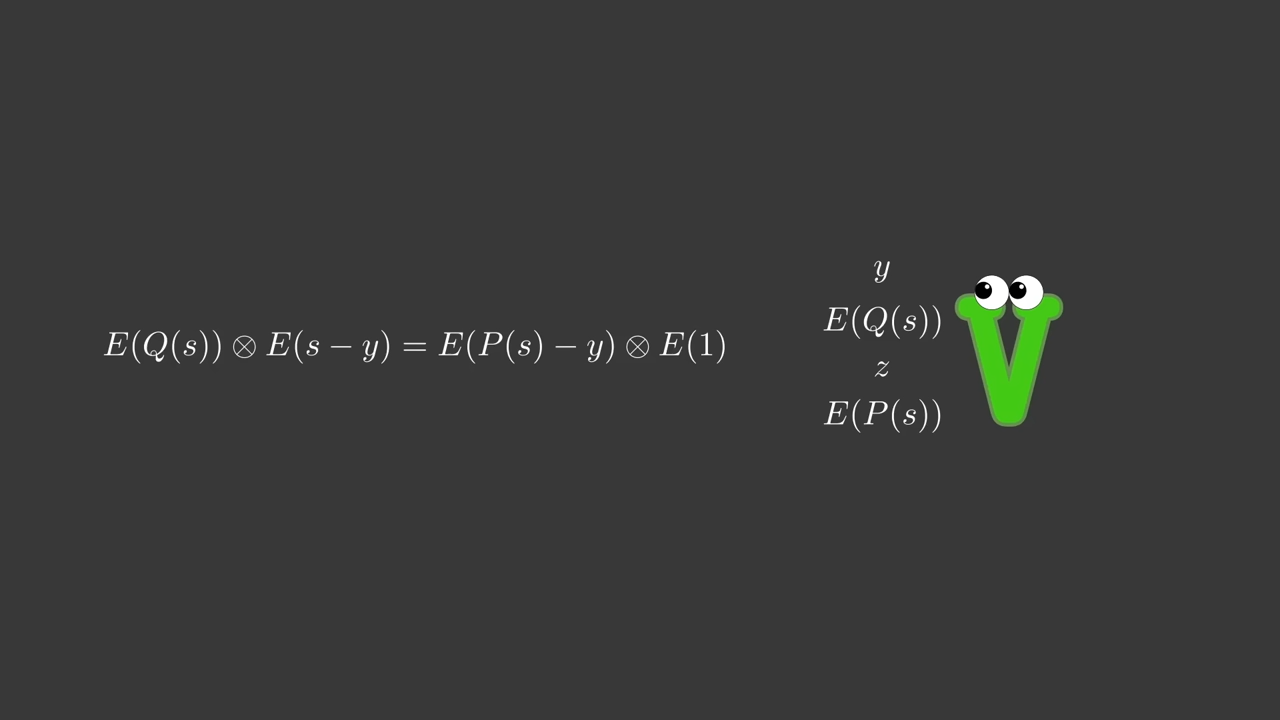 E(Q(s)) ⊗ E(s − y) = E(P(s) − y) ⊗ E(1)
y
E(Q(s))
z
E(P(s))
V